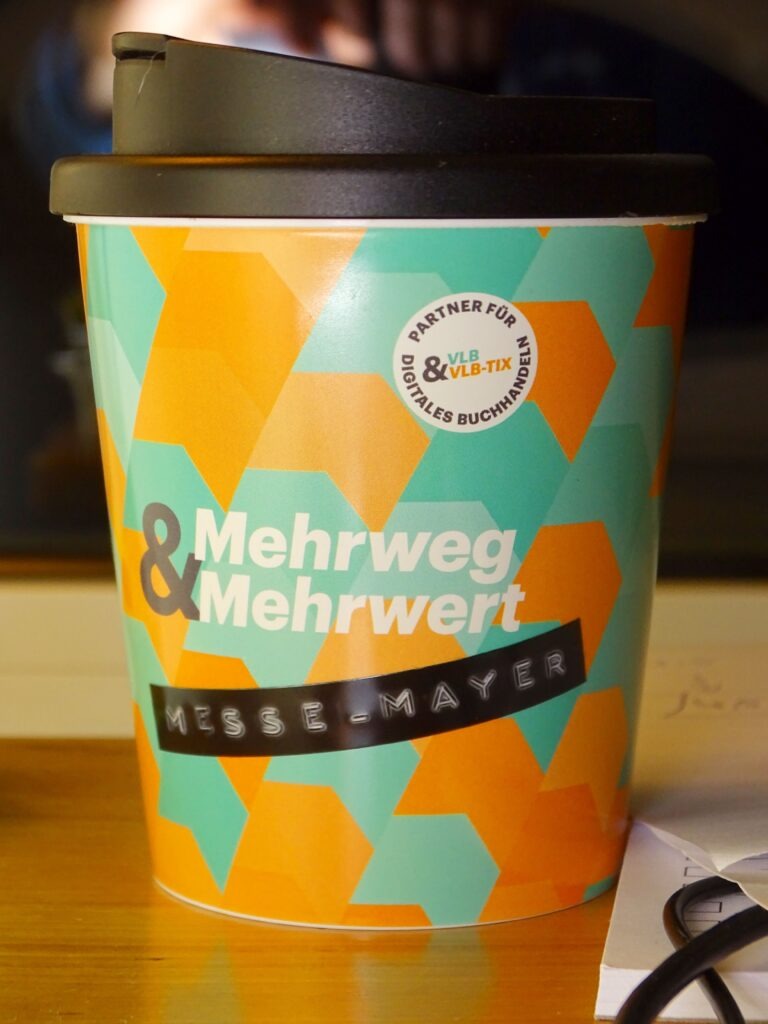 PARTNER FÜR
&
VLB
VLB-TIX
DIGITALES BUCHHANDELN
&
Mehrweg
Mehrwert
MESSE-MAYER